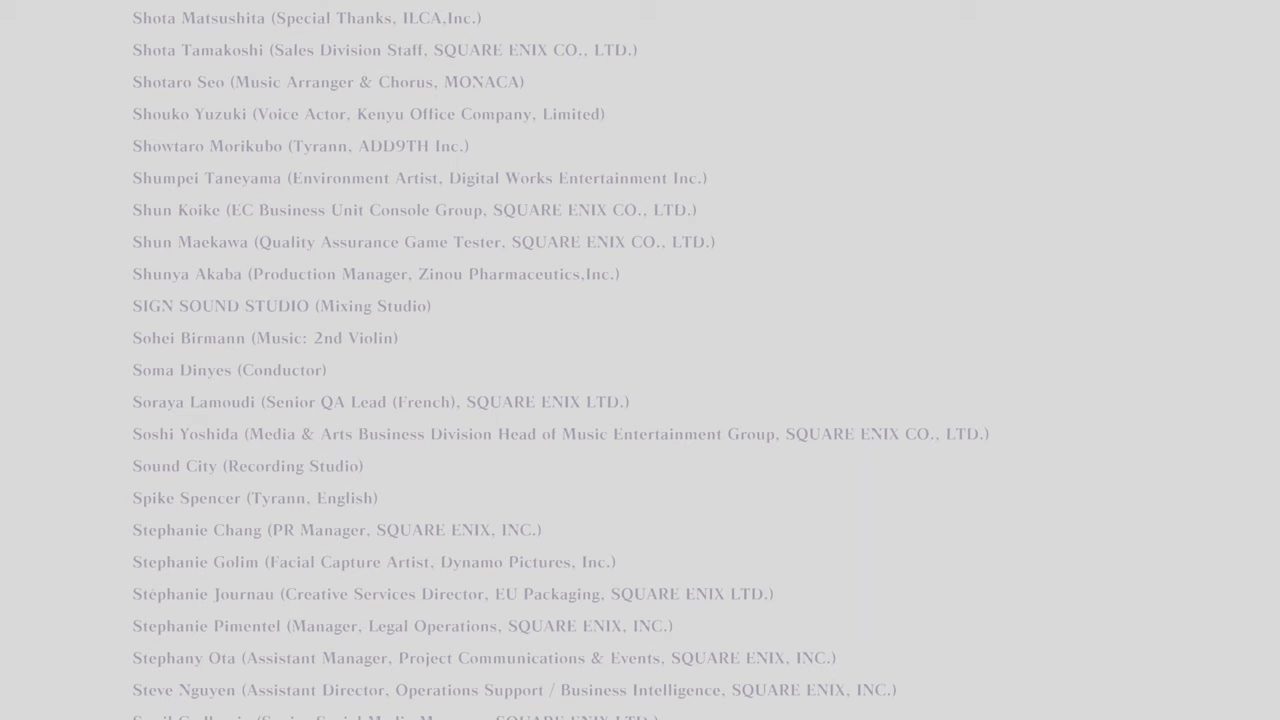 Shota Matsushita (Special Thanks, ILCA,Inc.)
Shota Tamakoshi (Sales Division Staff, SQUARE ENIX CO., LTD.)
Shotaro Seo (Music Arranger & Chorus, MONACA)
Shouko Yuzuki (Voice Actor, Kenyu Office Company, Limited)
Showtaro Morikubo (Tyrann, ADD9TH Inc.)
Shumpei Taneyama (Environment Artist, Digital Works Entertainment Inc.)
Shun Koike (EC Business Unit Console Group, SQUARE ENIX CO., LTD.)
Shun Maekawa (Quality Assurance Game Tester, SQUARE ENIX CO., LTD.)
Shunya Akaba (Production Manager, Zinou Pharmaceutics,Inc.)
SIGN SOUND STUDIO (Mixing Studio)
Sohei Birmann (Music: 2nd Violin)
Soma Dinyes (Conductor)
Soraya Lamoudi (Senior QA Lead (French), SQUARE ENIX LTD.)
Soshi Yoshida (Media & Arts Business Division Head of Music Entertainment Group, SQUARE ENIX CO., LTD.)
Sound City (Recording Studio)
Spike Spencer (Tyrann, English)
Stephanie Chang (PR Manager, SQUARE ENIX, INC.)
Stephanie Golim (Facial Capture Artist, Dynamo Pictures, Inc.)
Stéphanie Journau (Creative Services Director, EU Packaging, SQUARE ENIX LTD.)
Stephanie Pimentel (Manager, Legal Operations, SQUARE ENIX, INC.)
Stephany Ota (Assistant Manager, Project Communications & Events, SQUARE ENIX, INC.)
Steve Nguyen (Assistant Director, Operations Support / Business Intelligence, SQUARE ENIX, INC.)